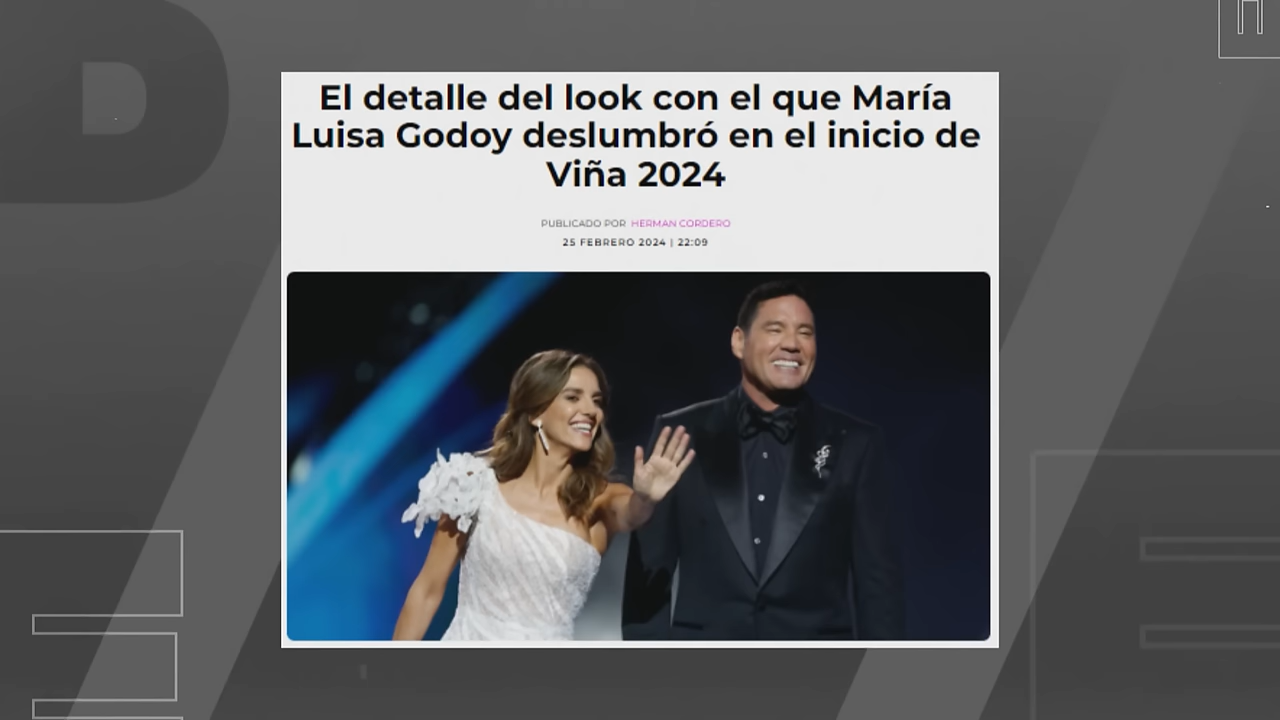 El detalle del look con el que María
Luisa Godoy deslumbró en el inicio de
Viña 2024
PUBLICADO POR HERMAN CORDERO
25 FEBRERO 2024 | 22:09